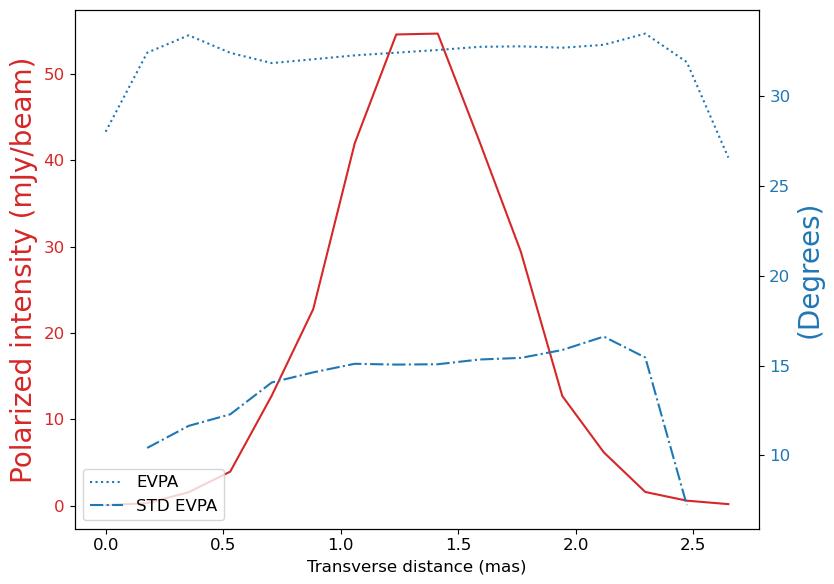 Polarized intensity (mJy/beam)
50
40
30
20
10
0
30
25
20
15
10
(Degrees)
EVPA
STD EVPA
0.0 0.5 1.0 1.5 2.0 2.5
Transverse distance (mas)